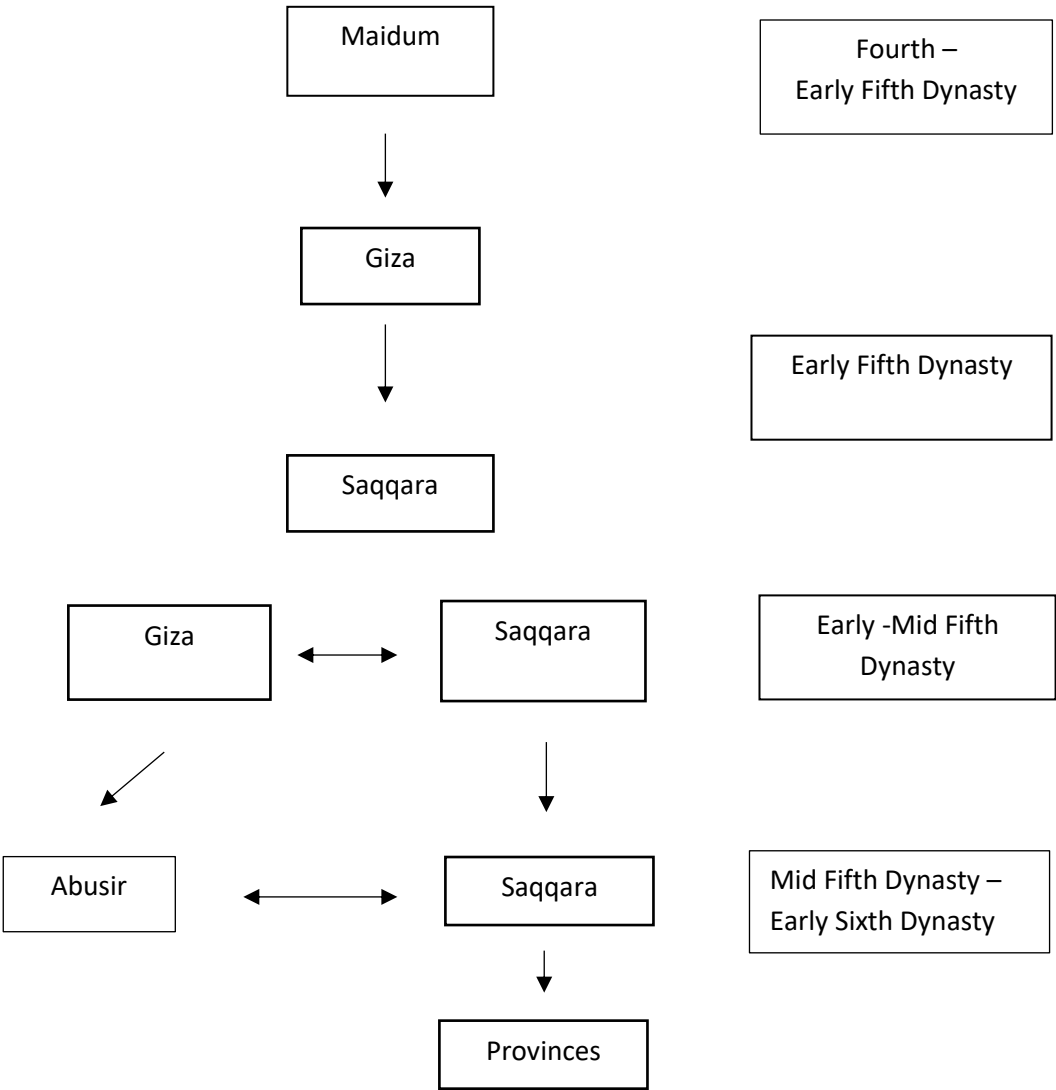 Maidum
Fourth –
Early Fifth Dynasty
Giza
Early Fifth Dynasty
Saqqara
Giza
Saqqara
Early -Mid Fifth
Dynasty
Abusir
Saqqara
Mid Fifth Dynasty –
Early Sixth Dynasty
Provinces